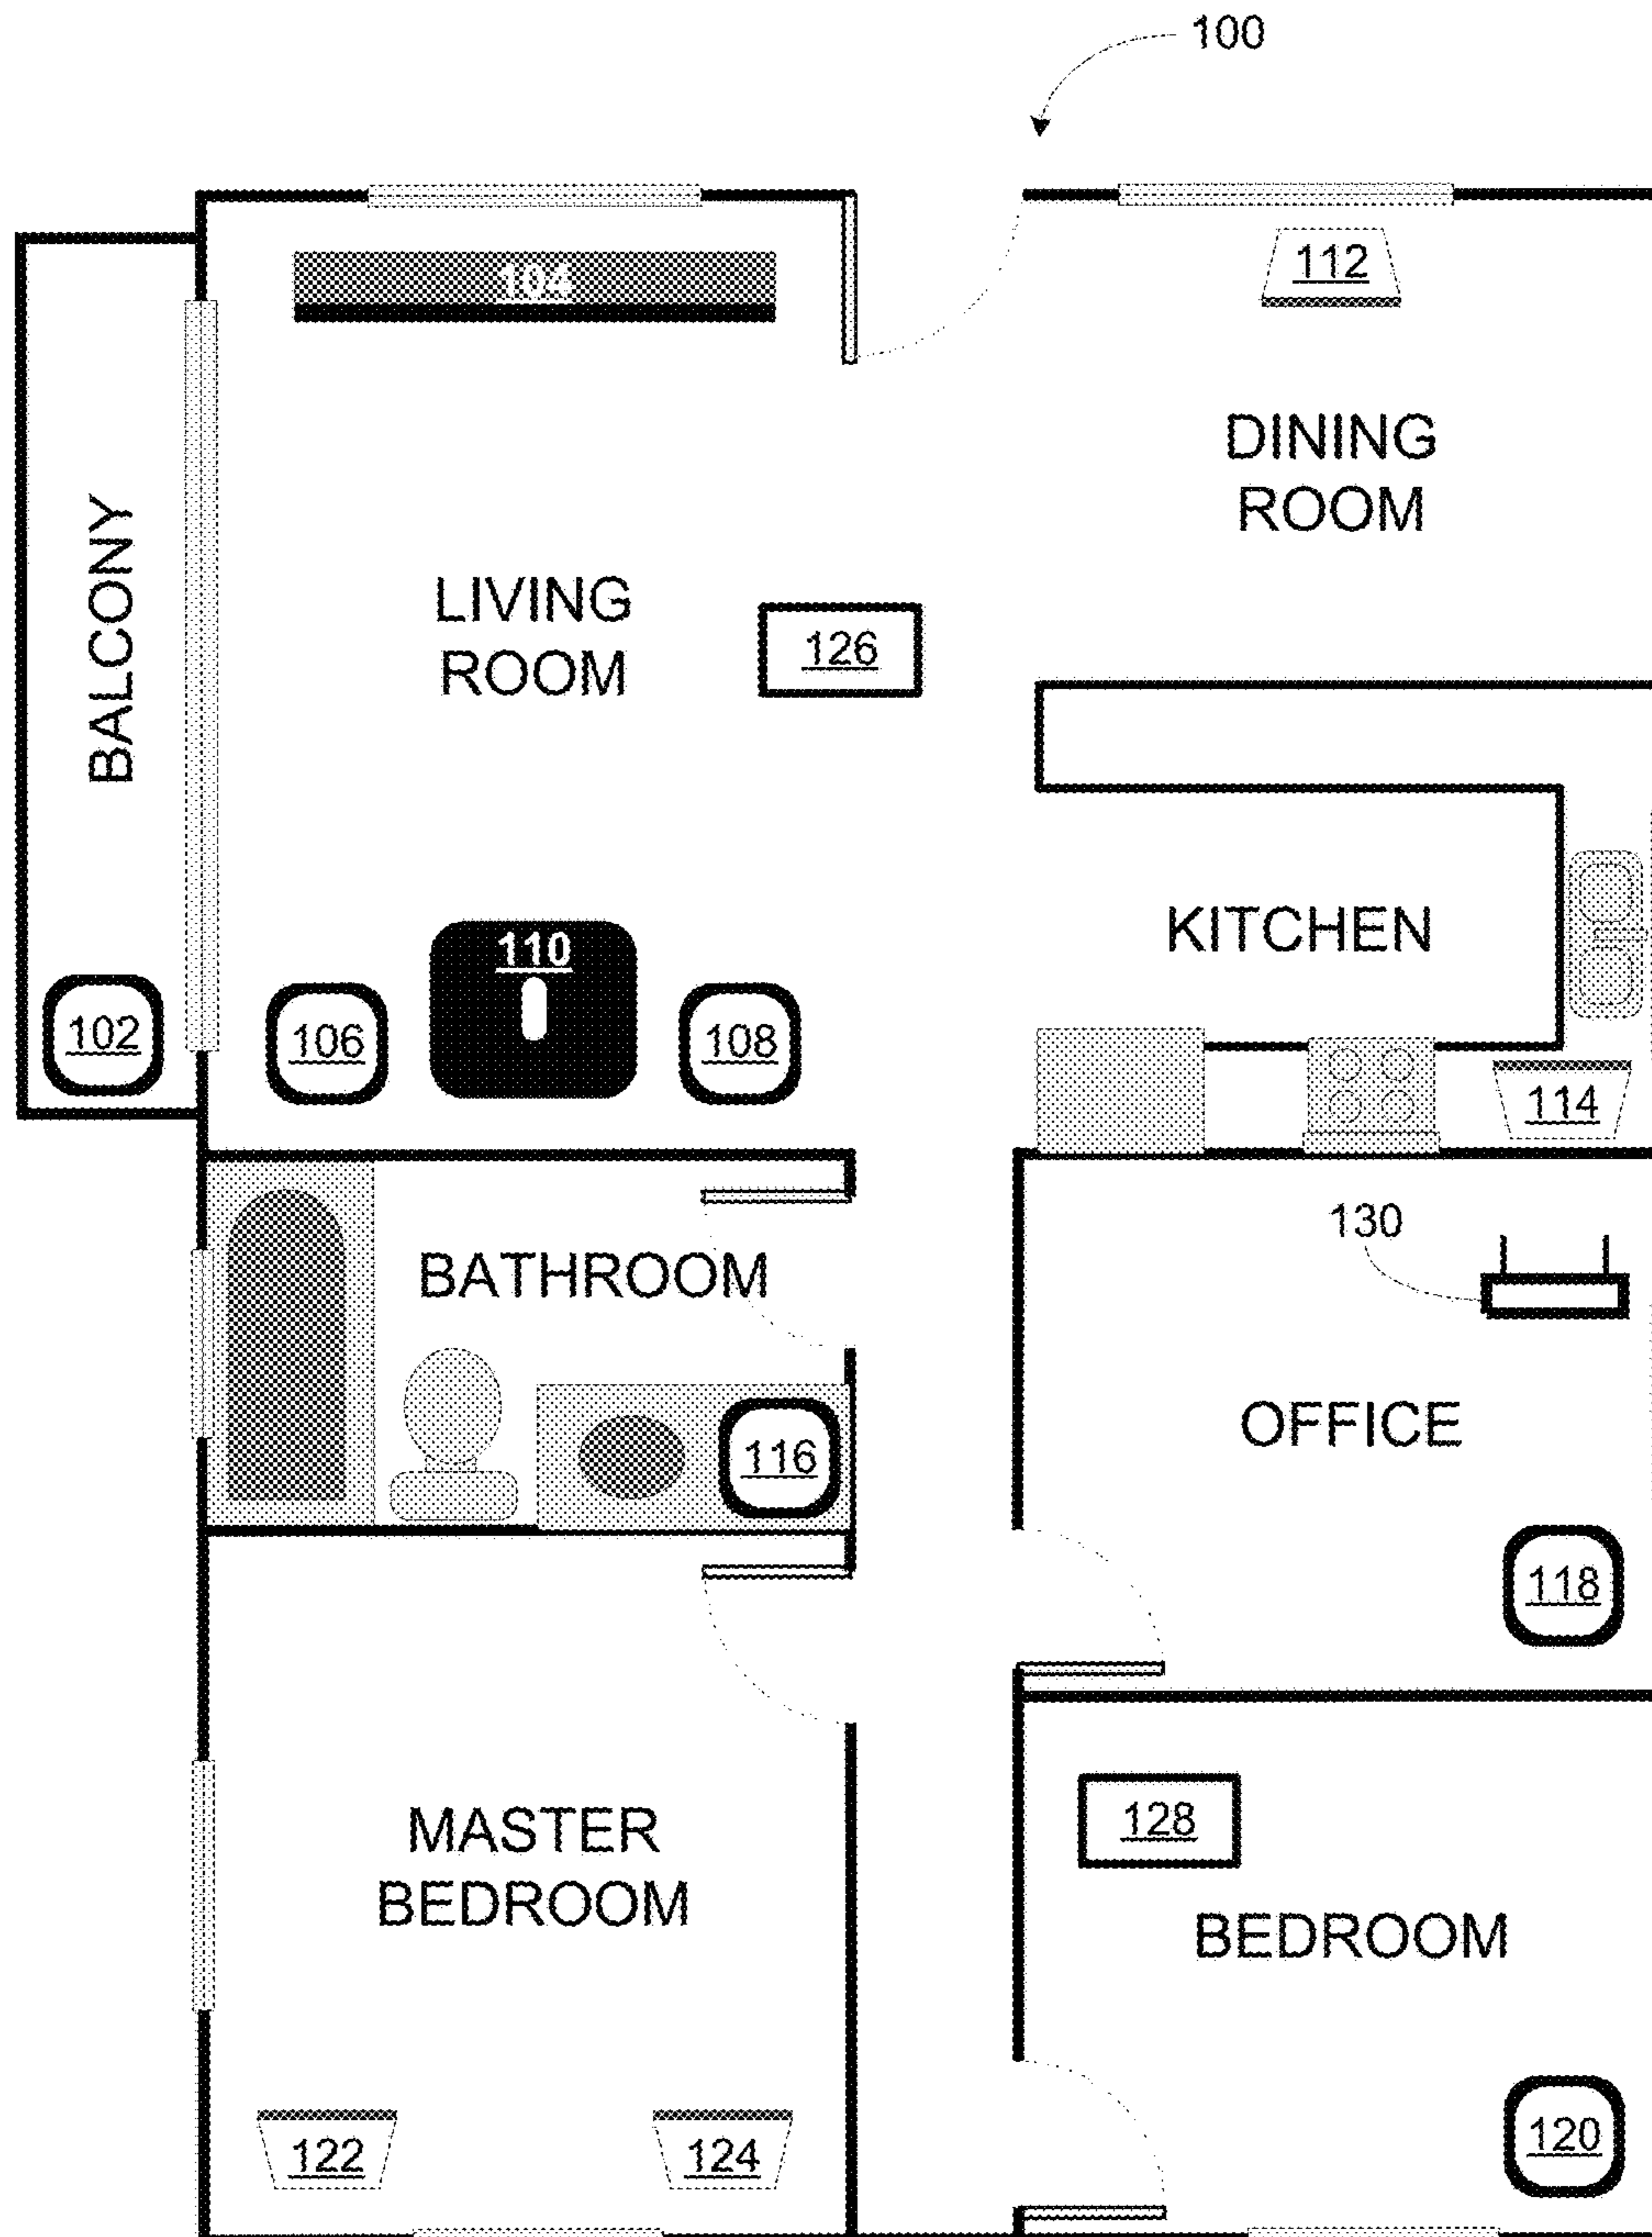 100
104
112
DINING
ROOM
BALCONY
LIVING
ROOM
126
KITCHEN
110
102
106
108
114
130
BATHROOM
OFFICE
116
118
MASTER
BEDROOM
128
BEDROOM
122
124
120